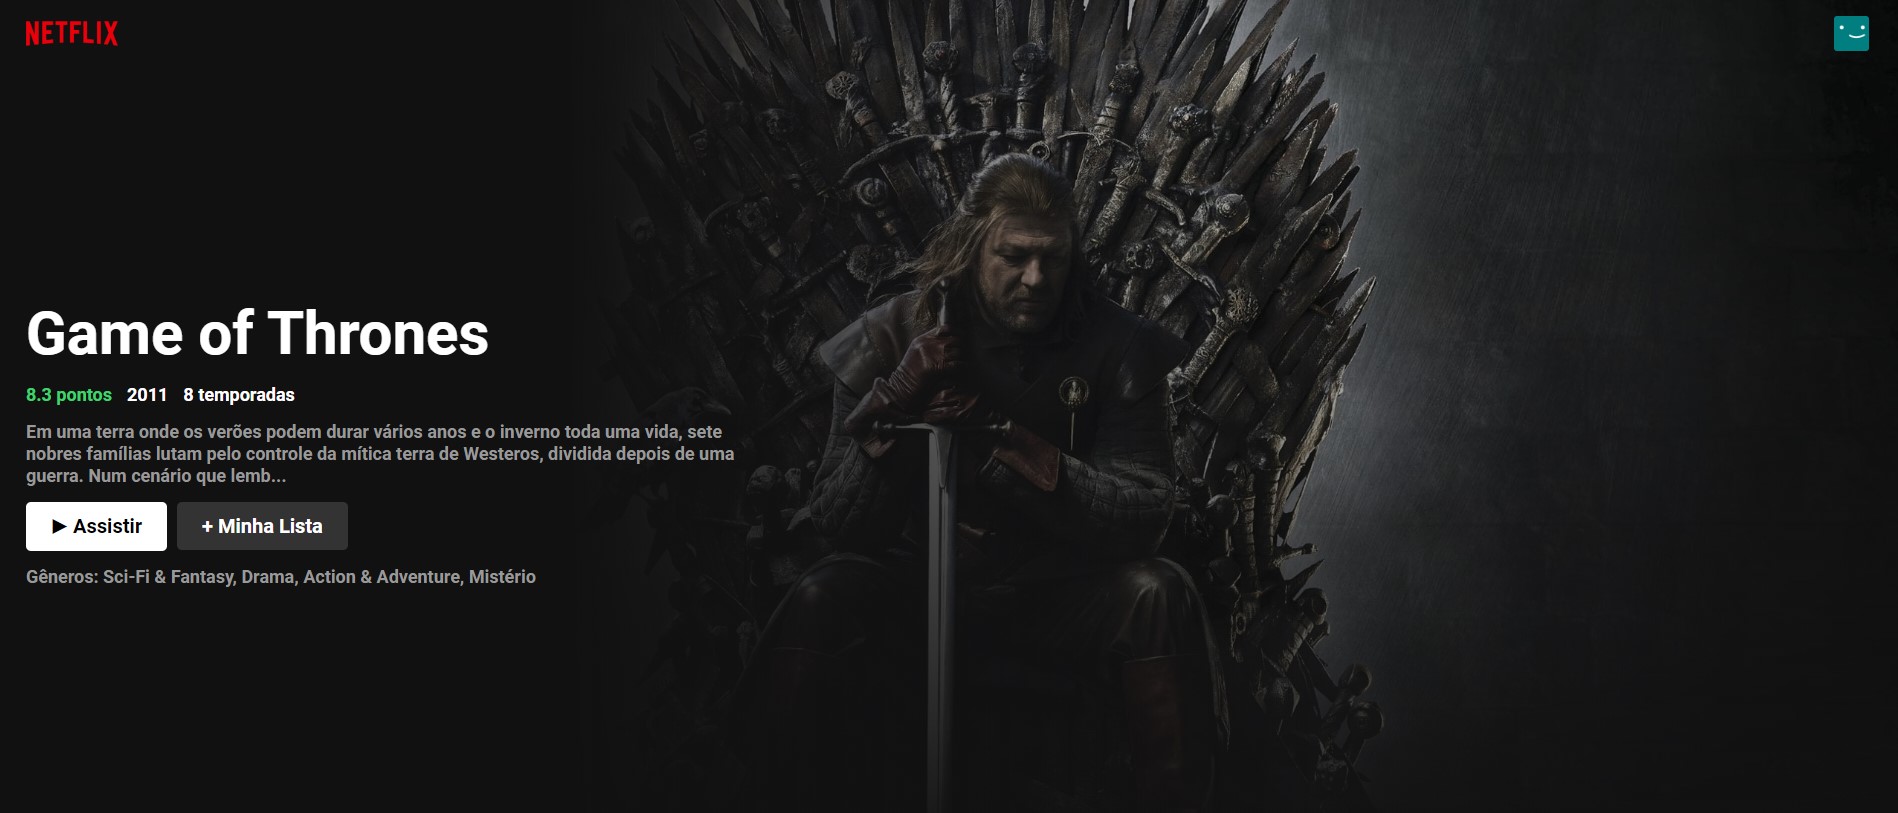 NETFLIX
Game of Thrones
8.3 pontos 2011 8 temporadas
Em uma terra onde os verões podem durar vários anos e o inverno toda uma vida, sete
nobres famílias lutam pelo controle da mítica terra de Westeros, dividida depois de uma
guerra. Num cenário que lemb...
▶ Assistir + Minha Lista
Gêneros: Sci-Fi & Fantasy, Drama, Action & Adventure, Mistério